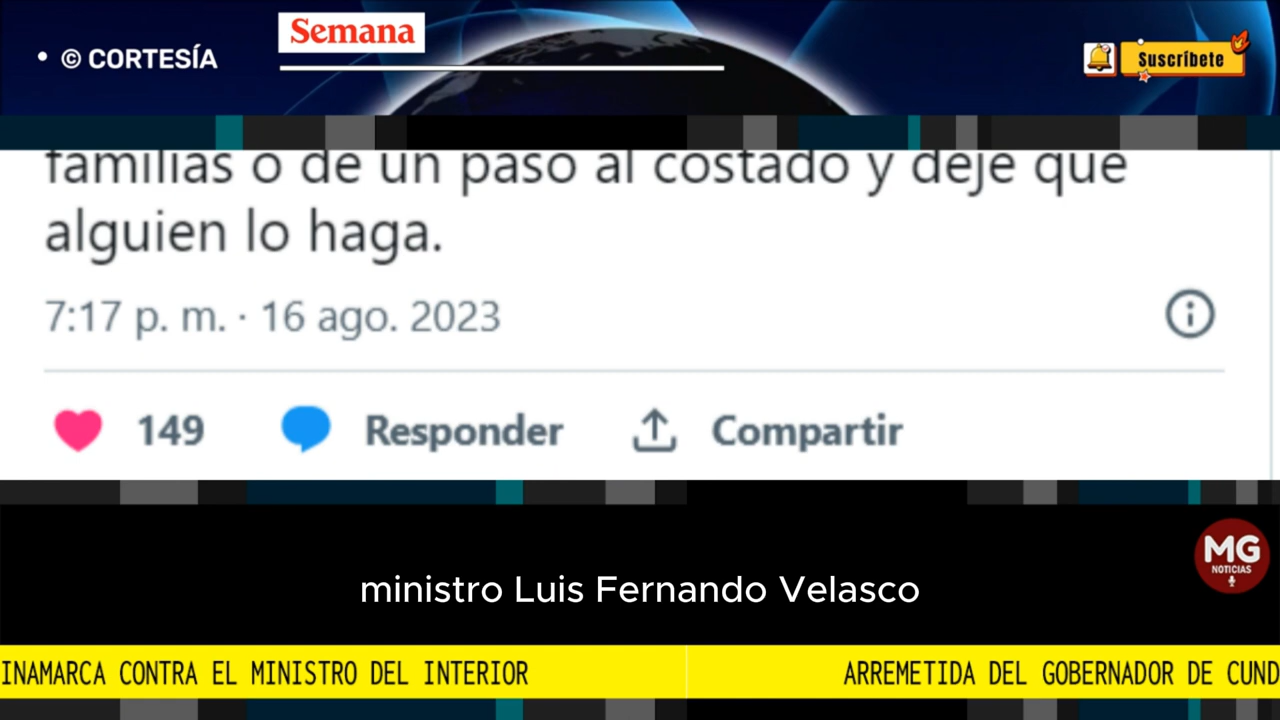 © CORTESÍA
Semana
Suscríbete
familias o de un paso al costado y deje que
alguien lo haga.
7:17 p. m. · 16 ago. 2023
149
Responder
Compartir
MG
NOTICIAS
ministro Luis Fernando Velasco
INAMARCA CONTRA EL MINISTRO DEL INTERIOR
ARREMETIDA DEL GOBERNADOR DE CUND